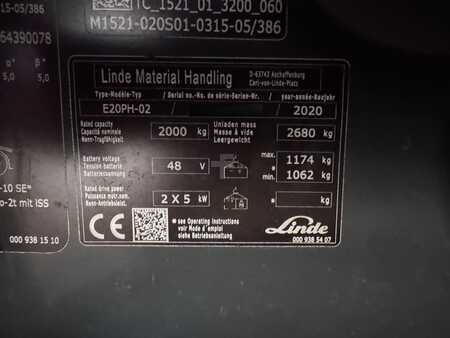 TC_1521_01_3200_060
15-05/386
M1521-020S01-0315-05/386
64390078
α° β°
5,0 5,0
Linde Material Handling
D-63743 Aschaffenburg
Carl-von-Linde-Platz
Type-Modèle-Typ / Serial no.-No. de série-Serien-Nr. / year-année-Baujahr
E20PH-02 2020
Rated capacity
Capacité nominale
Nenn-Tragfähigkeit
2000 kg
Unladen mass
Masse à vide
Leergewicht
2680 kg
Battery voltage
Tension batterie
Batteriespannung
48 V
max. 1174 kg
min. 1062 kg
Rated drive power
Puissance motr.nom.
Nenn-Antriebsleist.
2 X 5 kW
* kg
-10 SE*
o-2t mit ISS
000 938 15 10
CE
* see Operating Instructions
voir Mode d'emploi
siehe Betriebsanleitung
Linde
000 938 54 07